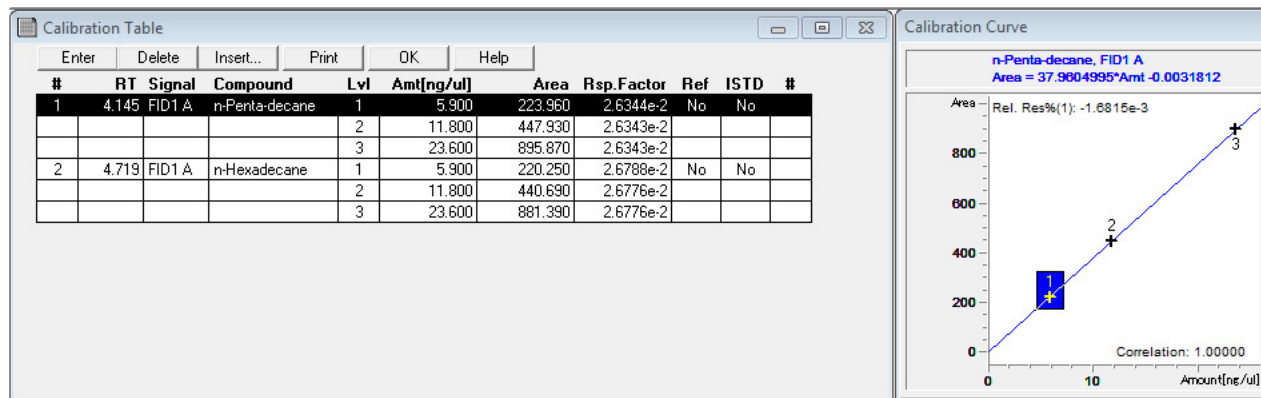 Calibration Table
Enter Delete Insert... Print OK Help
# RT Signal Compound Lvl Amt[ng/ul] Area Rsp.Factor Ref ISTD #
1 4.145 FID1 A n-Penta-decane 1 5.900 223.960 2.6344e-2 No No
2 11.800 447.930 2.6343e-2
3 23.600 895.870 2.6343e-2
2 4.719 FID1 A n-Hexadecane 1 5.900 220.250 2.6788e-2 No No
2 11.800 440.690 2.6776e-2
3 23.600 881.390 2.6776e-2
Calibration Curve
n-Penta-decane, FID1 A
Area = 37.9604995*Amt -0.0031812
Area
Rel. Res%(1): -1.6815e-3
800
3
600
2
400
1
200
0
Correlation: 1.00000
0 10 Amount[ng/ul]